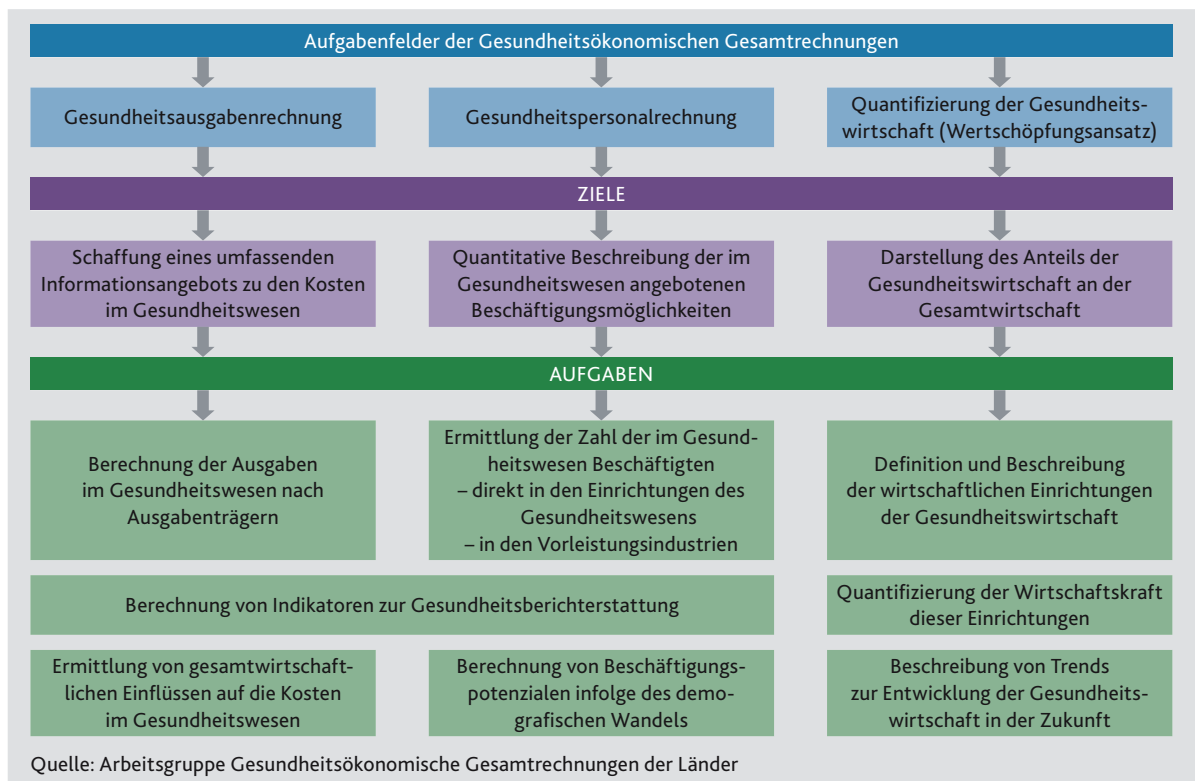 Aufgabenfelder der Gesundheitsökonomischen Gesamtrechnungen
Gesundheitsausgabenrechnung
Gesundheitspersonalrechnung
Quantifizierung der Gesundheits-
wirtschaft (Wertschöpfungsansatz)
ZIELE
Schaffung eines umfassenden
Informationsangebots zu den Kosten
im Gesundheitswesen
Quantitative Beschreibung der im
Gesundheitswesen angebotenen
Beschäftigungsmöglichkeiten
Darstellung des Anteils der
Gesundheitswirtschaft an der
Gesamtwirtschaft
AUFGABEN
Berechnung der Ausgaben
im Gesundheitswesen nach
Ausgabenträgern
Ermittlung der Zahl der im Gesund-
heitswesen Beschäftigten
– direkt in den Einrichtungen des
Gesundheitswesens
– in den Vorleistungsindustrien
Definition und Beschreibung
der wirtschaftlichen Einrichtungen
der Gesundheitswirtschaft
Berechnung von Indikatoren zur Gesundheitsberichterstattung
Quantifizierung der Wirtschaftskraft
dieser Einrichtungen
Ermittlung von gesamtwirtschaft-
lichen Einflüssen auf die Kosten
im Gesundheitswesen
Berechnung von Beschäftigungs-
potenzialen infolge des demo-
grafischen Wandels
Beschreibung von Trends
zur Entwicklung der Gesundheits-
wirtschaft in der Zukunft
Quelle: Arbeitsgruppe Gesundheitsökonomische Gesamtrechnungen der Länder